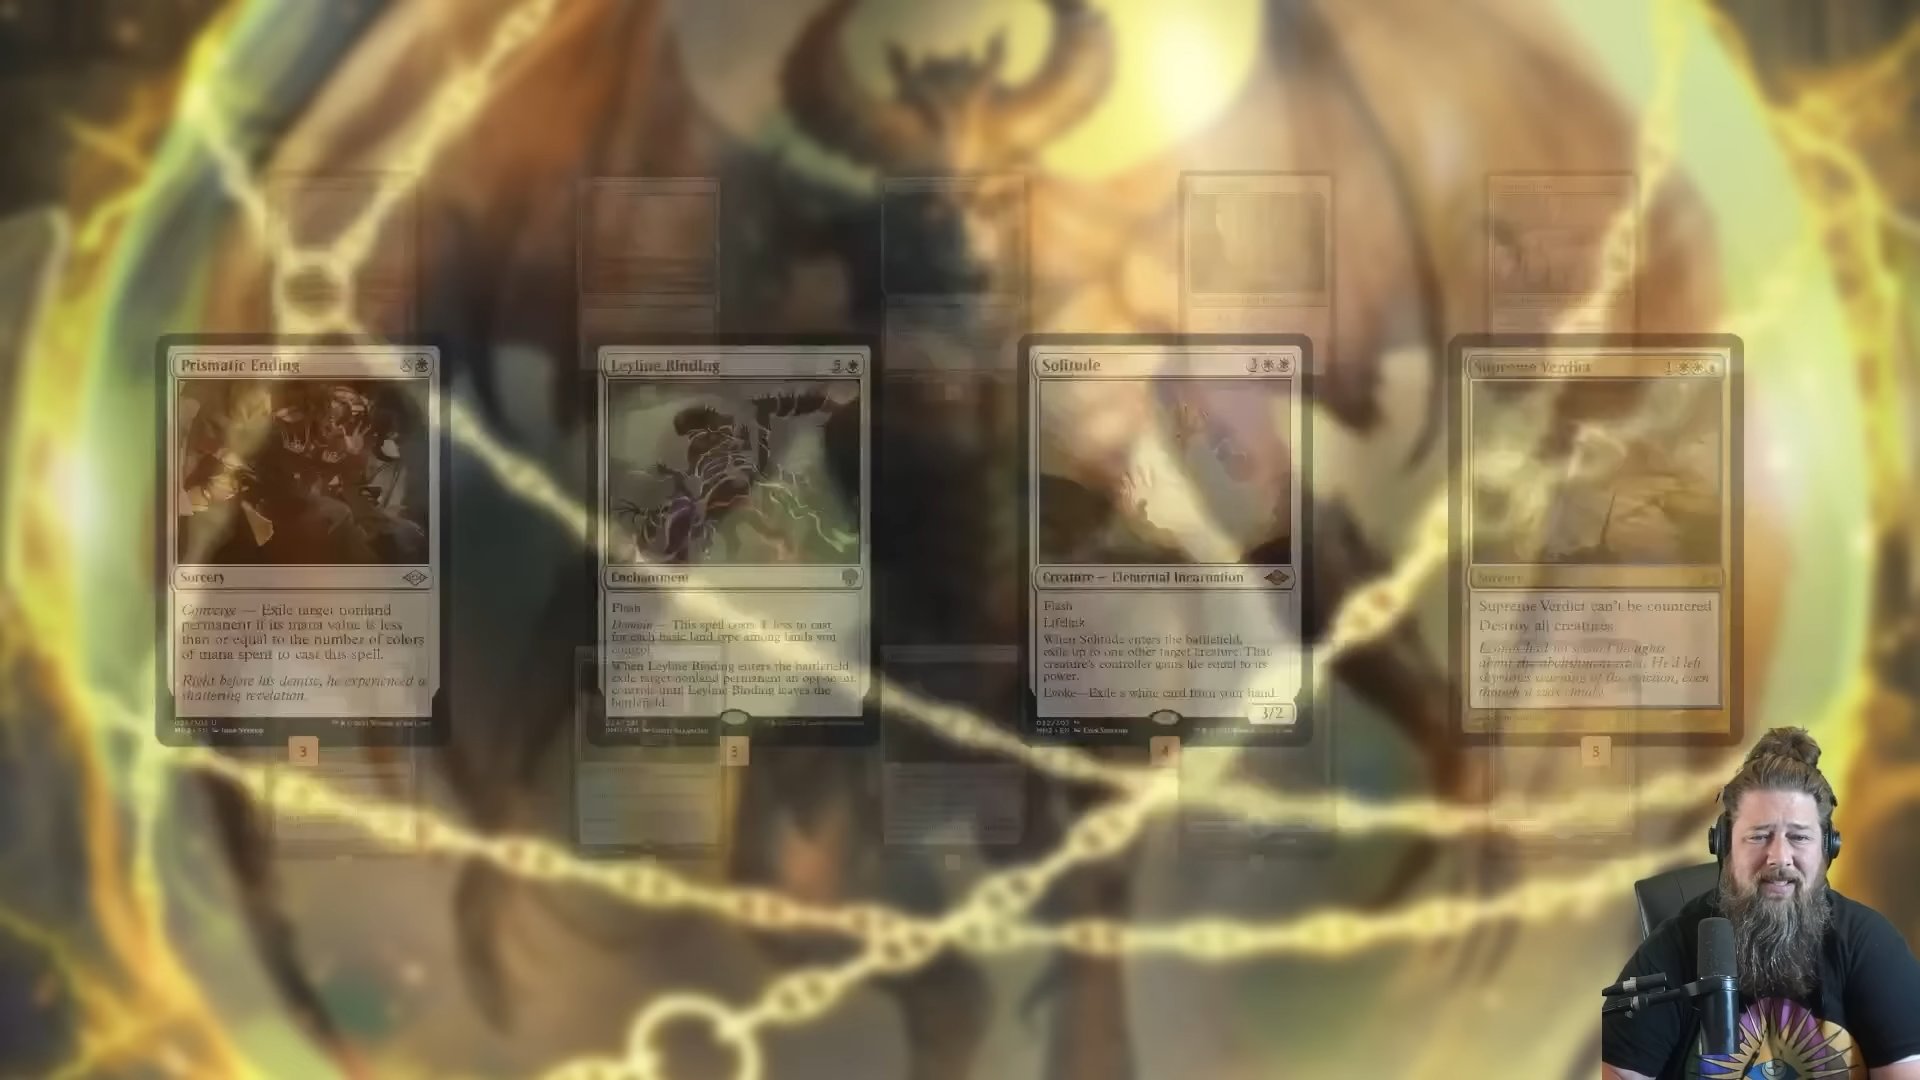 Prismatic Ending X
Sorcery
Converge — Exile target nonland
permanent if its mana value is less
than or equal to the number of colors
of mana spent to cast this spell.
Right before his demise, he experienced a
shattering revelation.
3
Leyline Binding 5
Enchantment
Flash
Domain — This spell costs 1 less to cast
for each basic land type among lands you
control.
When Leyline Binding enters the battlefield
exile target nonland permanent an opponent
controls until Leyline Binding leaves the
battlefield.
3
Solitude 3
Creature — Elemental Incarnation
Flash
Lifelink
When Solitude enters the battlefield,
exile up to one other target creature. That
creature's controller gains life equal to its
power.
Evoke—Exile a white card from your hand.
3/2
4
Supreme Verdict 1
Sorcery
Supreme Verdict can't be countered
Destroy all creatures